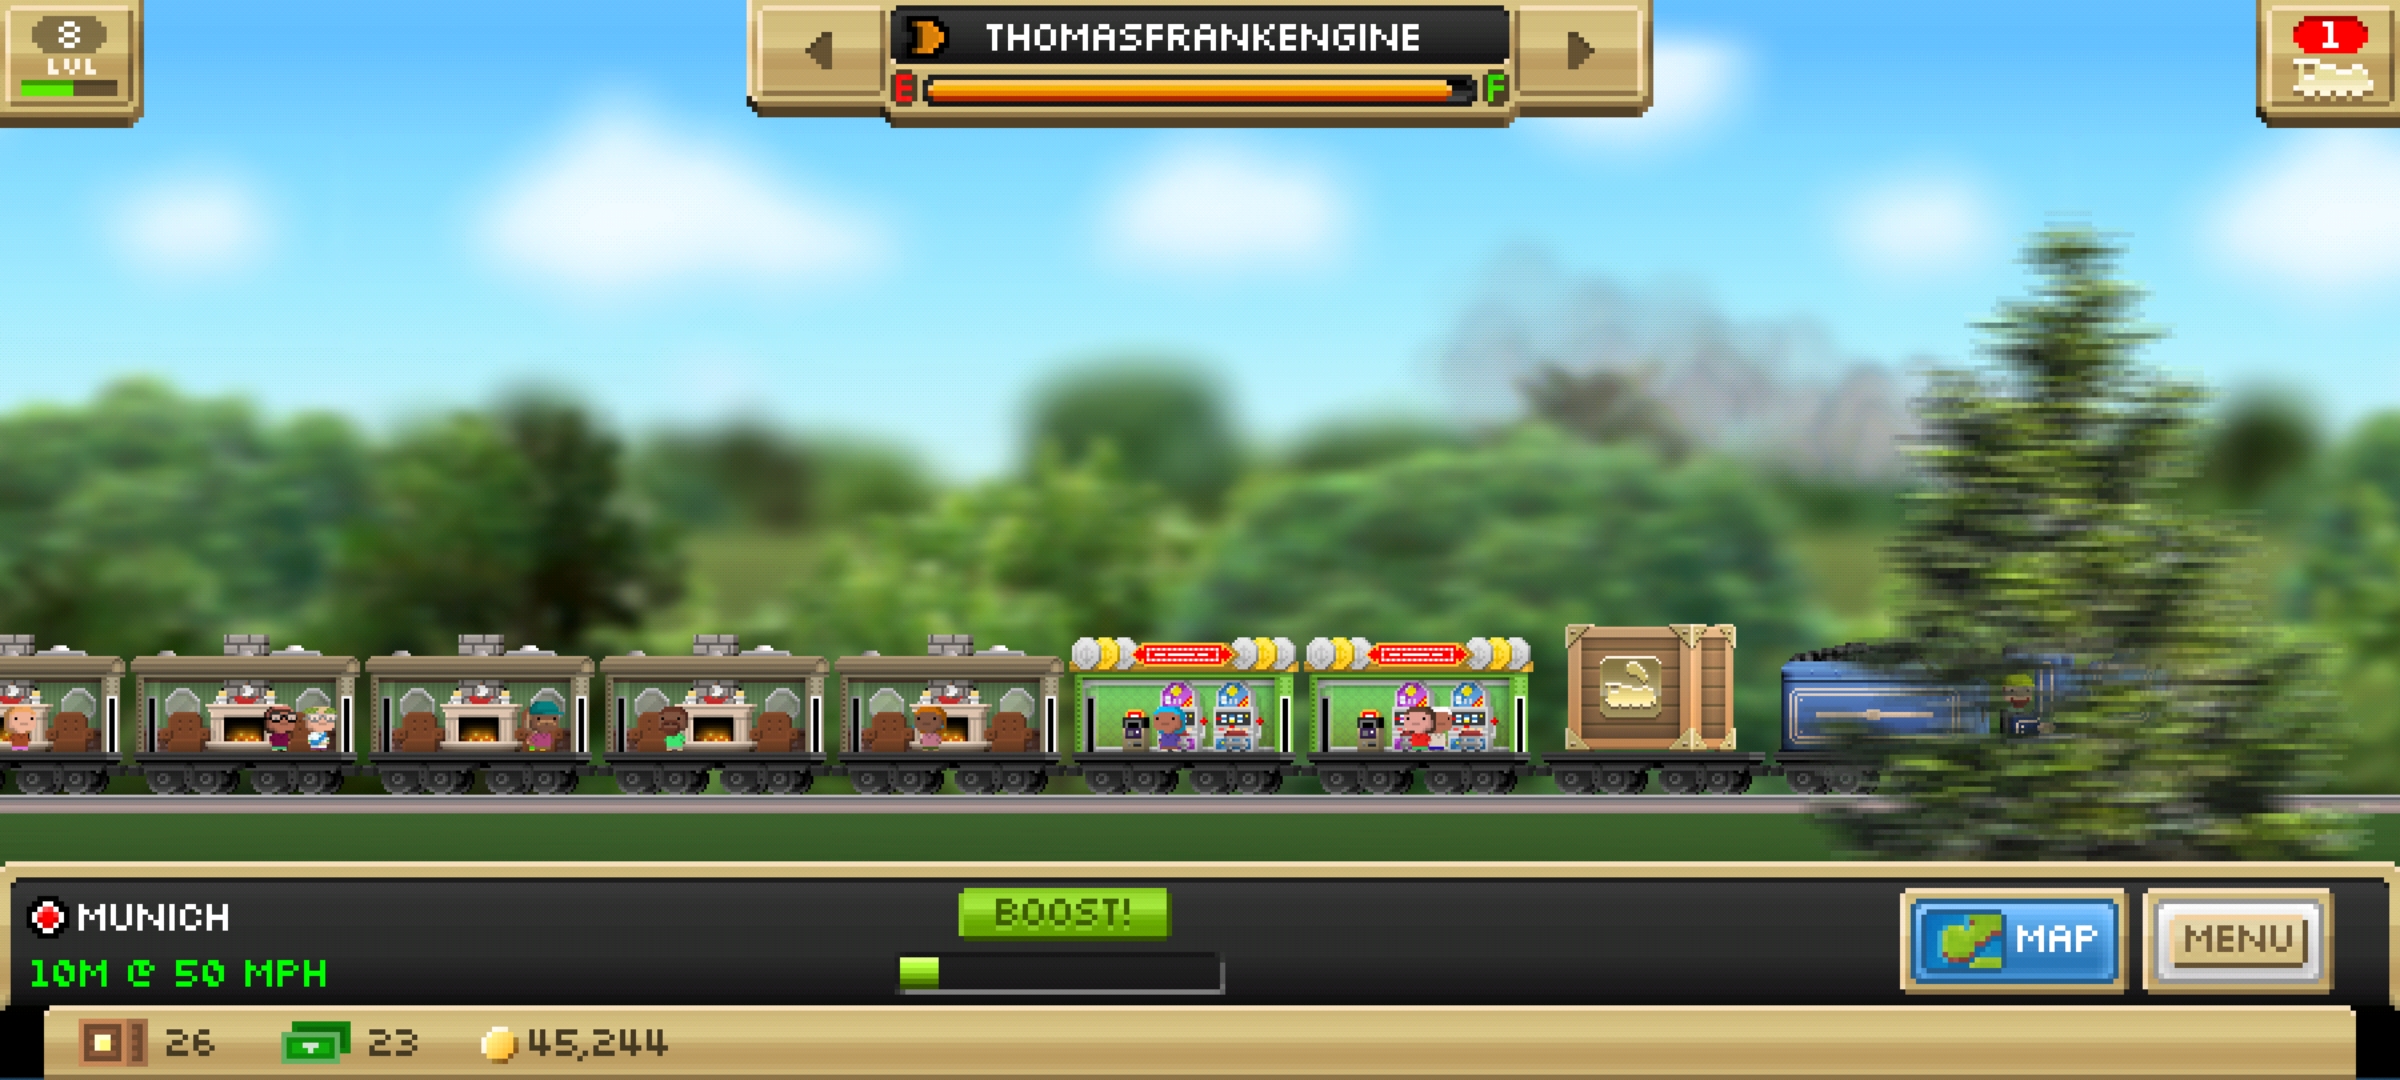 8
LVL
THOMASFRANKENGINE
E F
1
MUNICH
10M @ 50 MPH
BOOST!
MAP
MENU
26
23
45,244